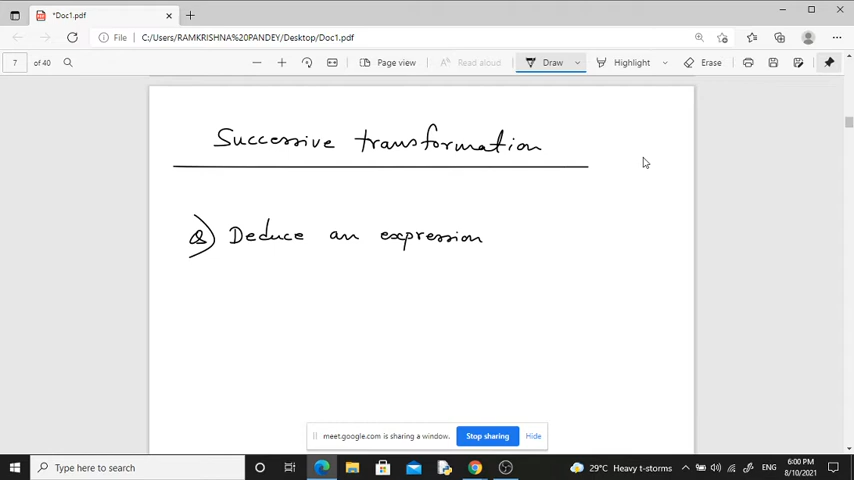 *Doc1.pdf
File C:/Users/RAMKRISHNA%20PANDEY/Desktop/Doc1.pdf
7 of 40 Page view Read aloud Draw Highlight Erase
Successive transformation
Q) Deduce an expression
meet.google.com is sharing a window. Stop sharing Hide
Type here to search 29°C Heavy t-storms ENG 6:00 PM
8/10/2021